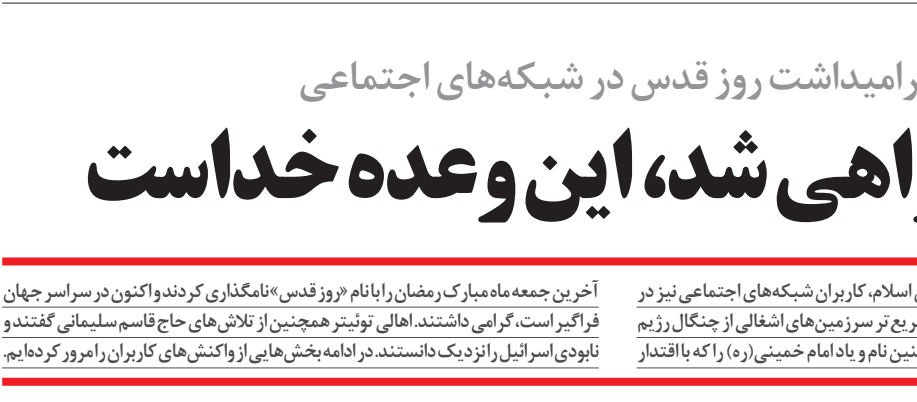 رامیداشت روز قدس در شبکه‌های اجتماعی
اهی شد، این وعده خداست
اسلام، کاربران شبکه‌های اجتماعی نیز در
ریع‌تر سرزمین‌های اشغالی از چنگال رژیم
نین نام و یاد امام خمینی(ره) را که با اقتدار
آخرین جمعه ماه مبارک رمضان را با نام «روز قدس» نامگذاری کردند و اکنون در سراسر جهان
فراگیر است، گرامی داشتند. اهالی توئیتر همچنین از تلاش‌های حاج قاسم سلیمانی گفتند و
نابودی اسرائیل را نزدیک دانستند. در ادامه بخش‌هایی از واکنش‌های کاربران را مرور کرده‌ایم.